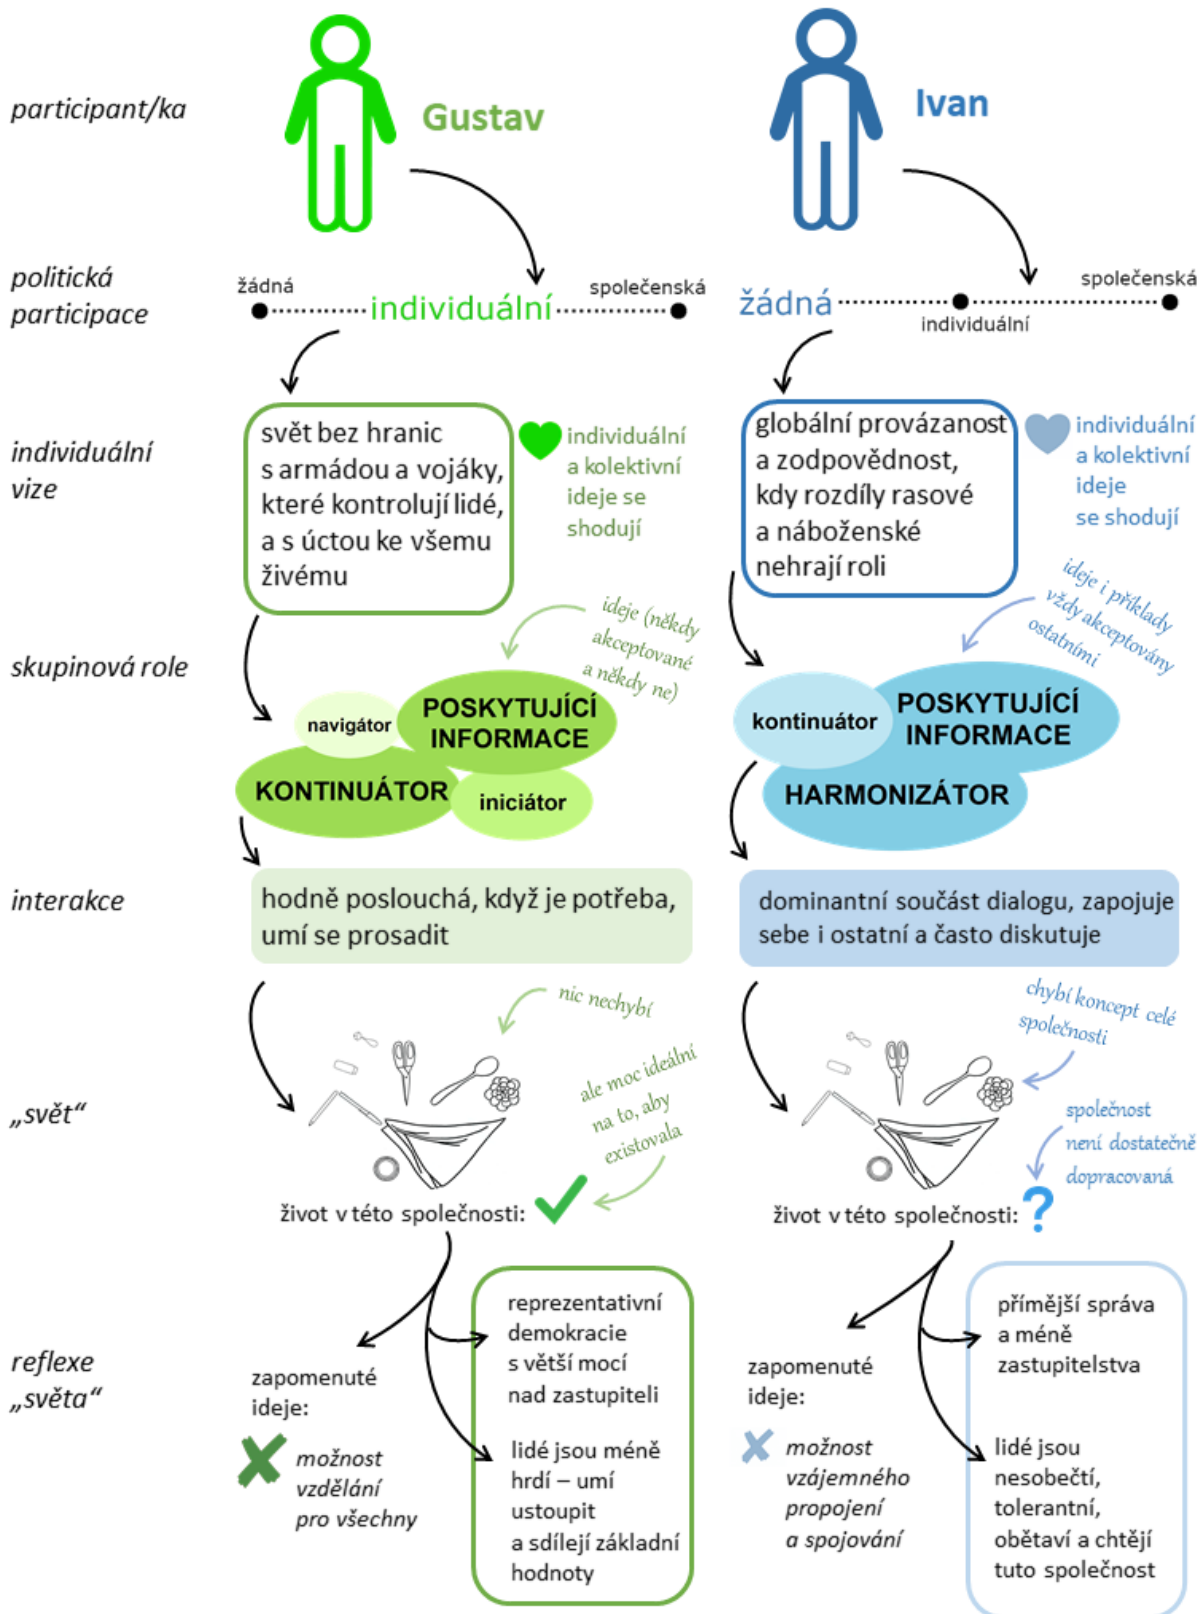 participant/ka
Gustav
Ivan
politická
participace
žádná
individuální
společenská
žádná
individuální
společenská
individuální
vize
svět bez hranic
s armádou a vojáky,
které kontrolují lidé,
a s úctou ke všemu
živému
individuální
a kolektivní
ideje se
shodují
globální provázanost
a zodpovědnost,
kdy rozdíly rasové
a náboženské
nehrají roli
individuální
a kolektivní
ideje
se shodují
skupinová role
ideje (někdy
akceptované
a někdy ne)
navigátor
POSKYTUJÍCÍ
INFORMACE
KONTINUÁTOR
iniciátor
ideje i příklady
vždy akceptovány
ostatními
kontinuátor
POSKYTUJÍCÍ
INFORMACE
HARMONIZÁTOR
interakce
hodně poslouchá, když je potřeba,
umí se prosadit
dominantní součást dialogu, zapojuje
sebe i ostatní a často diskutuje
„svět“
nic nechybí
ale moc ideální
na to, aby
existovala
život v této společnosti:
chybí koncept celé
společnosti
společnost
není dostatečně
dopracovaná
život v této společnosti: ?
reflexe
„světa“
zapomenuté
ideje:
možnost
vzdělání
pro všechny
reprezentativní
demokracie
s větší mocí
nad zastupiteli
lidé jsou méně
hrdí – umí
ustoupit
a sdílejí základní
hodnoty
zapomenuté
ideje:
možnost
vzájemného
propojení
a spojování
přímější správa
a méně
zastupitelstva
lidé jsou
nesobečtí,
tolerantní,
obětaví a chtějí
tuto společnost